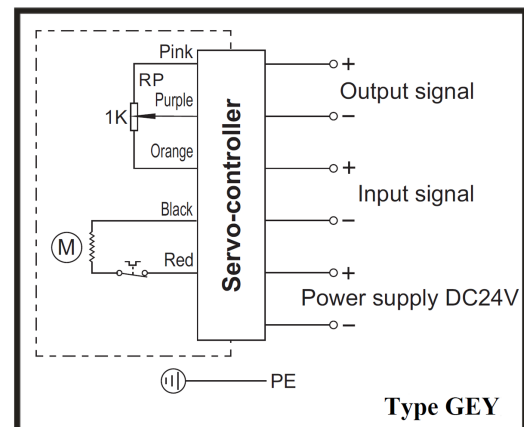 Pink
RP
1K
Purple
Orange
Black
M
Red
Servo-controller
+
Output signal
−
+
Input signal
−
+
Power supply DC24V
−
PE
Type GEY